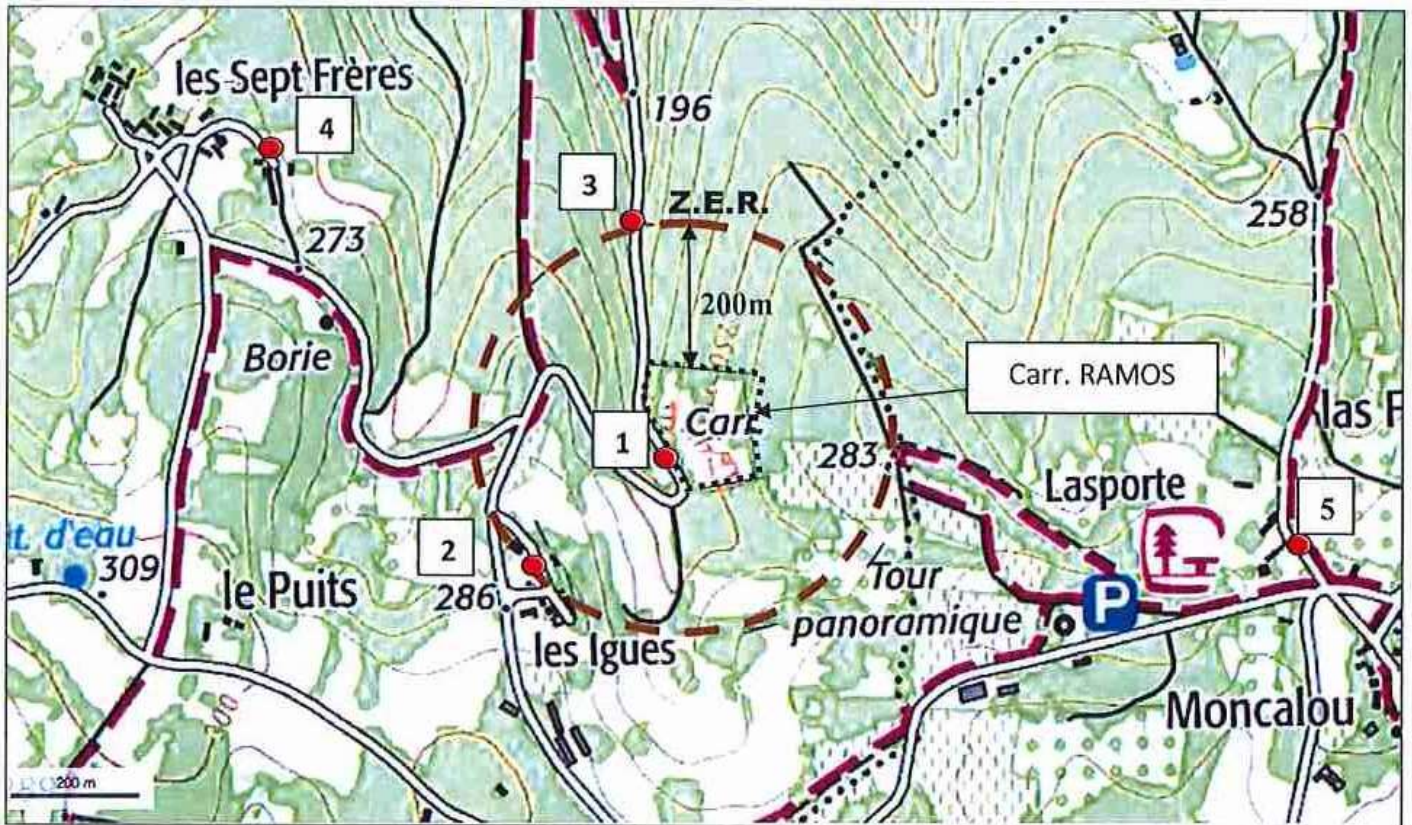 les Sept Frères
4
196
3
Z.E.R.
258
273
200m
Borie
Carr. RAMOS
Carr
1
283
las F
Lasporte
5
2
t. d'eau
309
le Puits
286
Tour
panoramique
P
les Igues
Moncalou
200 m